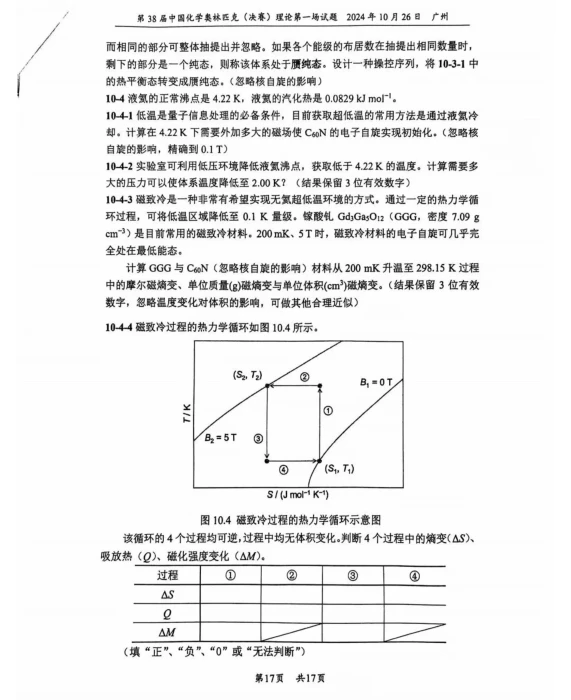 第 38 届中国化学奥林匹克（决赛）理论第一场试题 2024 年 10 月 26 日 广州
而相同的部分可整体抽提出并忽略。如果各个能级的布居数在抽提出相同数量时，
剩下的部分是一个纯态，则称该体系处于赝纯态。设计一种操控序列，将 10-3-1 中
的热平衡态转变成赝纯态。（忽略核自旋的影响）
10-4 液氦的正常沸点是 4.22 K，液氦的汽化热是 0.0829 kJ mol⁻¹。
10-4-1 低温是量子信息处理的必备条件，目前获取超低温的常用方法是通过液氦冷
却。计算在 4.22 K 下需要外加多大的磁场使 C₆₀N 的电子自旋实现初始化。（忽略核
自旋的影响，精确到 0.1 T）
10-4-2 实验室可利用低压环境降低液氦沸点，获取低于 4.22 K 的温度。计算需要多
大的压力可以使体系温度降低至 2.00 K？（结果保留 3 位有效数字）
10-4-3 磁致冷是一种非常有希望实现无氦超低温环境的方式。通过一定的热力学循
环过程，可将低温区域降低至 0.1 K 量级。镓酸钆 Gd₃Ga₅O₁₂（GGG，密度 7.09 g
cm⁻³）是目前常用的磁致冷材料。200 mK、5 T 时，磁致冷材料的电子自旋可几乎完
全处在最低能态。
计算 GGG 与 C₆₀N（忽略核自旋的影响）材料从 200 mK 升温至 298.15 K 过程
中的摩尔磁熵变、单位质量(g)磁熵变与单位体积(cm³)磁熵变。（结果保留 3 位有效
数字，忽略温度变化对体积的影响，可做其他合理近似）
10-4-4 磁致冷过程的热力学循环如图 10.4 所示。
(S₂, T₂)
②
B₁ = 0 T
①
T / K
B₂ = 5 T
③
④
(S₁, T₁)
S / (J mol⁻¹ K⁻¹)
图 10.4 磁致冷过程的热力学循环示意图
该循环的 4 个过程均可逆，过程中均无体积变化。判断 4 个过程中的熵变(ΔS)、
吸放热（Q）、磁化强度变化（ΔM）。
过程 ① ② ③ ④
ΔS
Q
ΔM
（填“正”、“负”、“0”或“无法判断”）
第17页 共17页